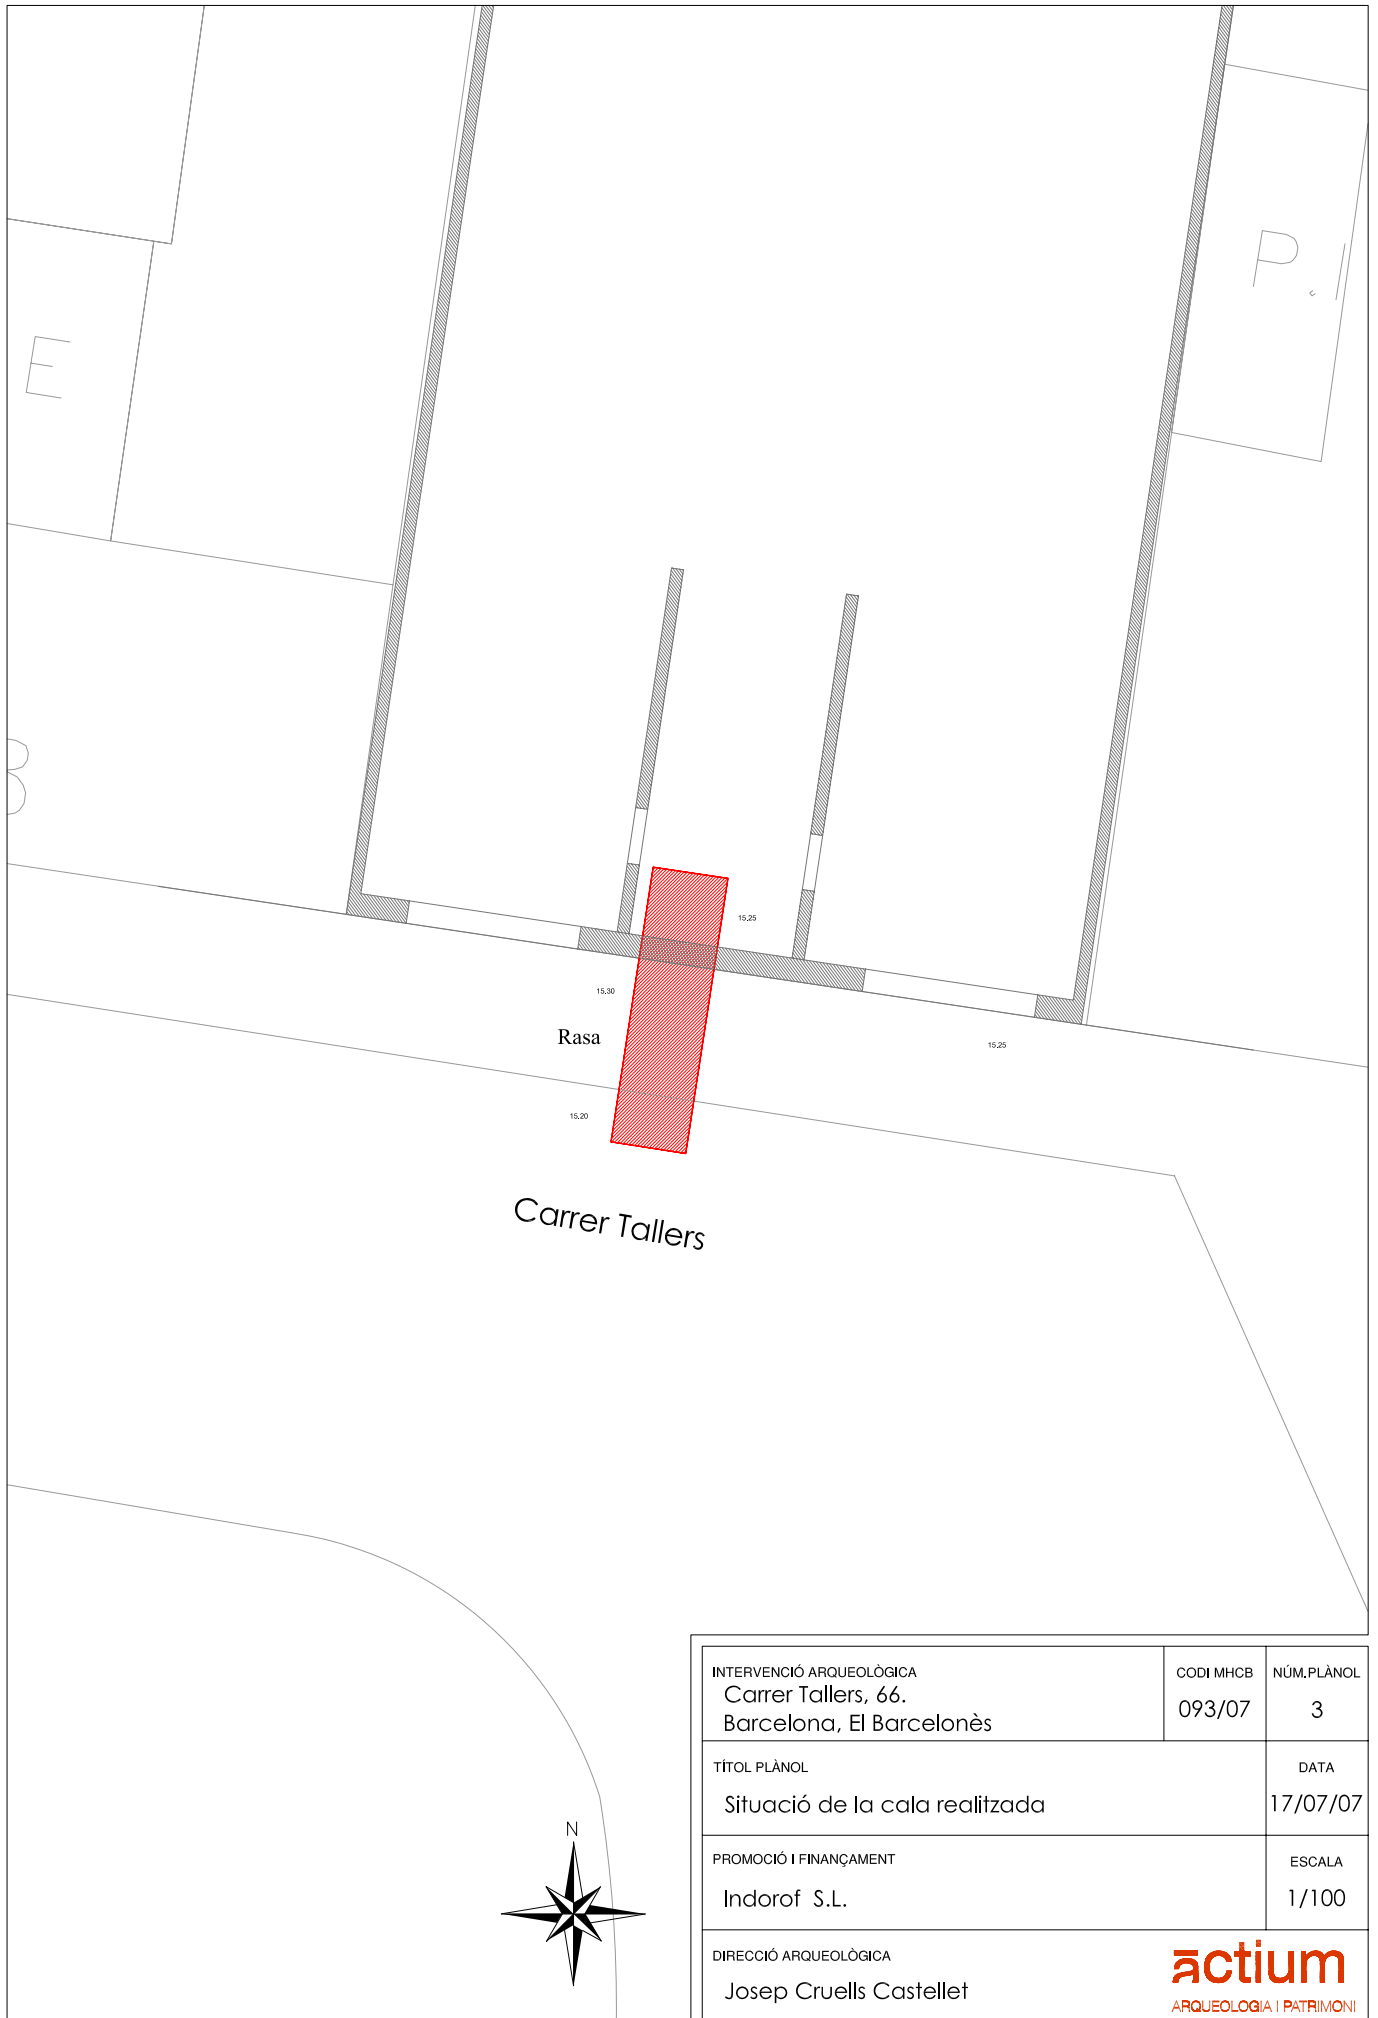 P.
E
E
B
15.25
15.30
Rasa
15.25
15.20
Carrer Tallers
N
INTERVENCIÓ ARQUEOLÒGICA
Carrer Tallers, 66.
Barcelona, El Barcelonès
CODI MHCB
093/07
NÚM.PLÀNOL
3
TÍTOL PLÀNOL
Situació de la cala realitzada
DATA
17/07/07
PROMOCIÓ I FINANÇAMENT
Indorof S.L.
ESCALA
1/100
DIRECCIÓ ARQUEOLÒGICA
Josep Cruells Castellet
actium
ARQUEOLOGIA I PATRIMONI